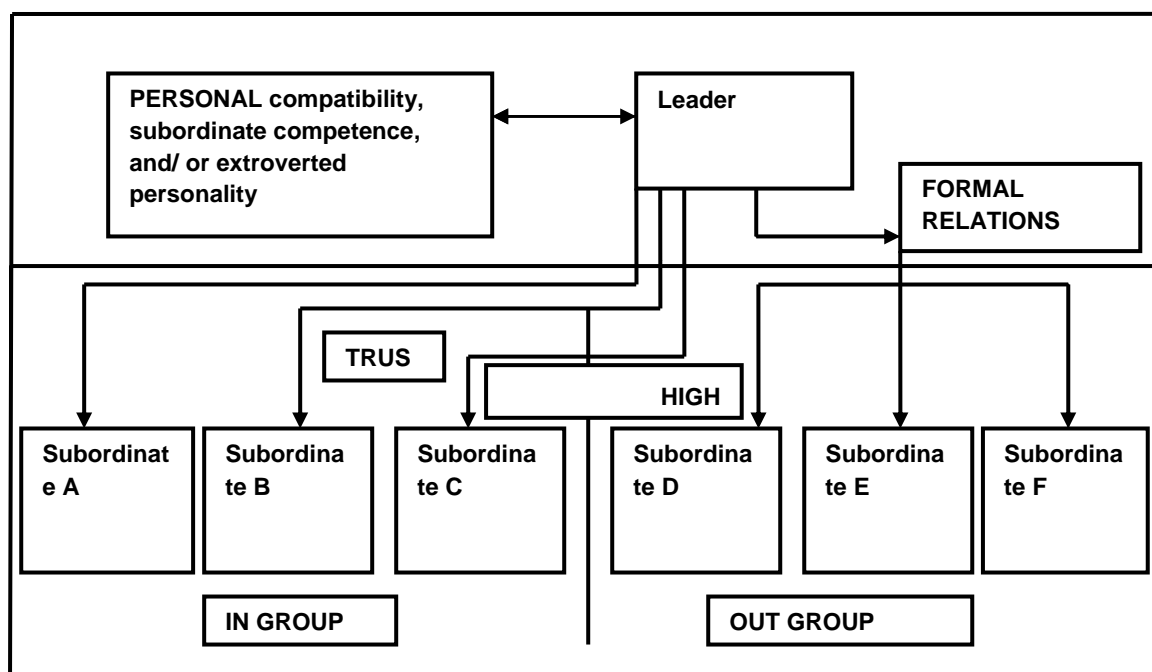 PERSONAL compatibility,
subordinate competence,
and/ or extroverted
personality
Leader
FORMAL
RELATIONS
TRUS
HIGH
Subordinat
e A
Subordina
te B
Subordina
te C
Subordina
te D
Subordina
te E
Subordina
te F
IN GROUP
OUT GROUP